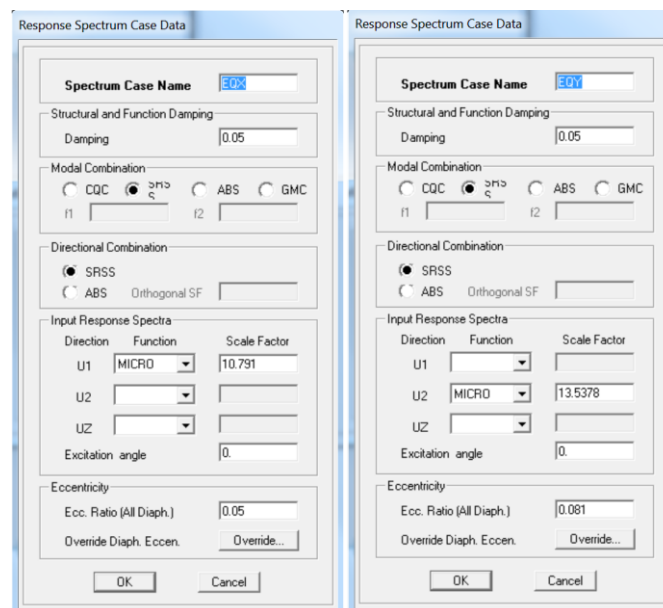 Response Spectrum Case Data
Spectrum Case Name EQX
Structural and Function Damping
Damping 0.05
Modal Combination
CQC SRSS ABS GMC
f1 f2
Directional Combination
SRSS
ABS Orthogonal SF
Input Response Spectra
Direction Function Scale Factor
U1 MICRO 10.791
U2
UZ
Excitation angle 0.
Eccentricity
Ecc. Ratio (All Diaph.) 0.05
Override Diaph. Eccen. Override...
OK Cancel
Response Spectrum Case Data
Spectrum Case Name EQY
Structural and Function Damping
Damping 0.05
Modal Combination
CQC SRSS ABS GMC
f1 f2
Directional Combination
SRSS
ABS Orthogonal SF
Input Response Spectra
Direction Function Scale Factor
U1
U2 MICRO 13.5378
UZ
Excitation angle 0.
Eccentricity
Ecc. Ratio (All Diaph.) 0.081
Override Diaph. Eccen. Override...
OK Cancel